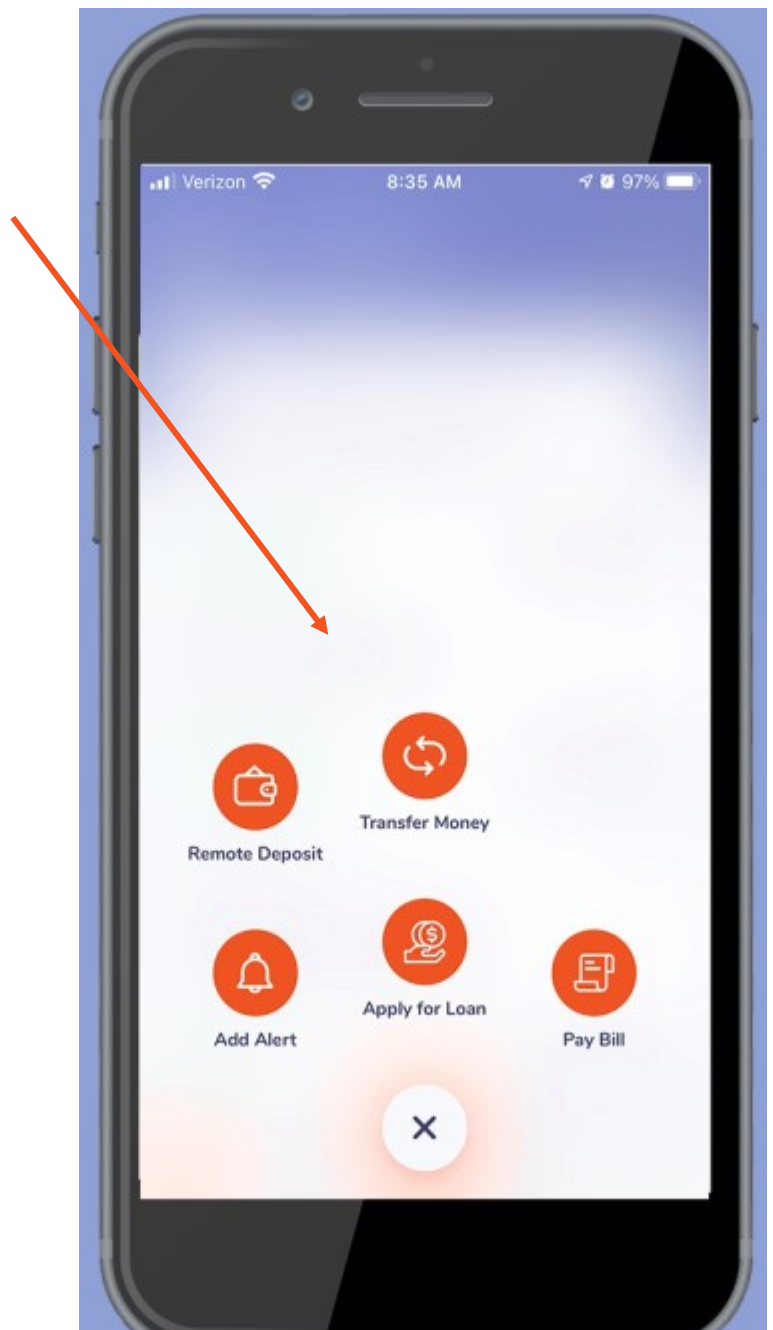 Verizon 8:35 AM 97%
Transfer Money
Remote Deposit
Apply for Loan
Add Alert Pay Bill